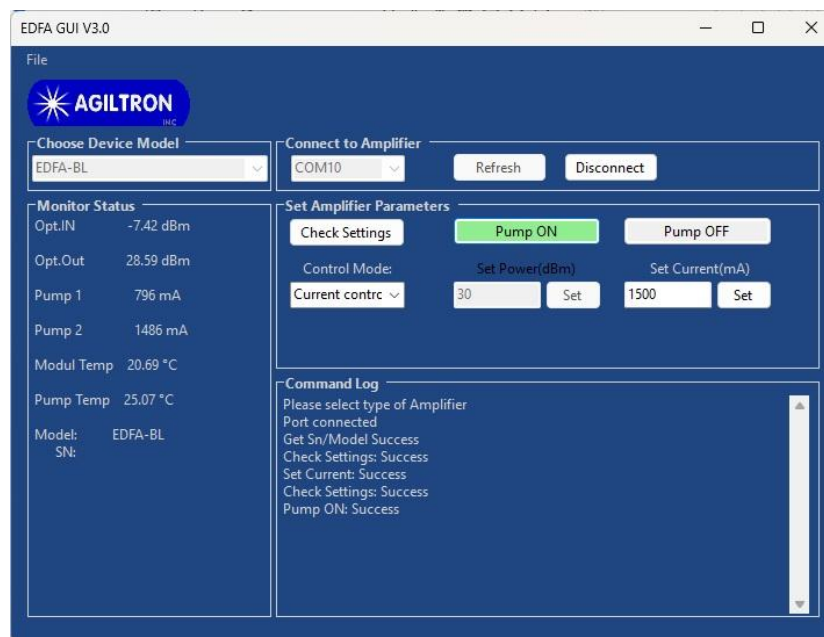 EDFA GUI V3.0
File
AGILTRON
INC
Choose Device Model
EDFA-BL
Connect to Amplifier
COM10
Refresh
Disconnect
Monitor Status
Opt.IN -7.42 dBm
Opt.Out 28.59 dBm
Pump 1 796 mA
Pump 2 1486 mA
Modul Temp 20.69 °C
Pump Temp 25.07 °C
Model: EDFA-BL
SN:
Set Amplifier Parameters
Check Settings
Pump ON
Pump OFF
Control Mode:
Set Power(dBm)
Set Current(mA)
Current contrc
30
Set
1500
Set
Command Log
Please select type of Amplifier
Port connected
Get Sn/Model Success
Check Settings: Success
Set Current: Success
Check Settings: Success
Pump ON: Success